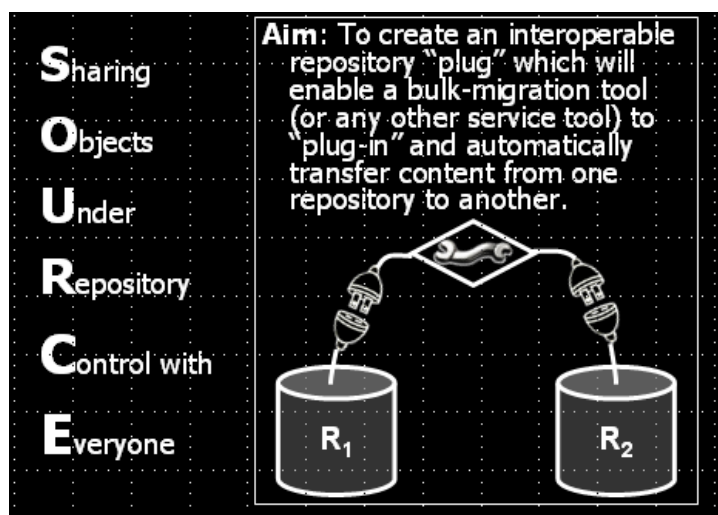 Sharing
Objects
Under
Repository
Control with
Everyone
Aim: To create an interoperable
repository “plug” which will
enable a bulk-migration tool
(or any other service tool) to
“plug-in” and automatically
transfer content from one
repository to another.
R1
R2